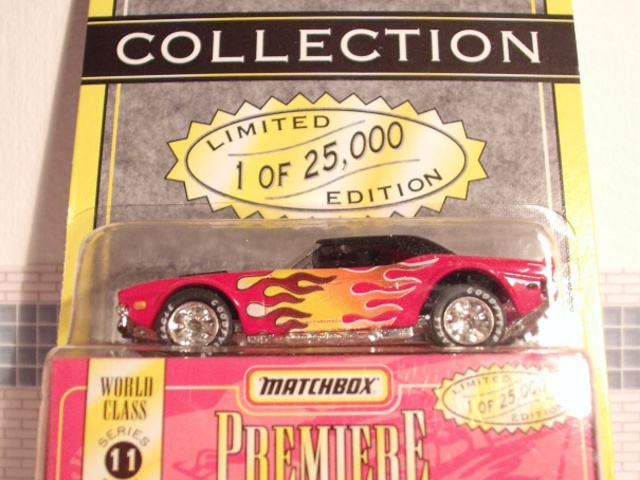 COLLECTION
LIMITED
1 OF 25,000
EDITION
WORLD
CLASS
SERIES
11
MATCHBOX
PREMIERE
LIMITED
1 OF 25,000
EDITION